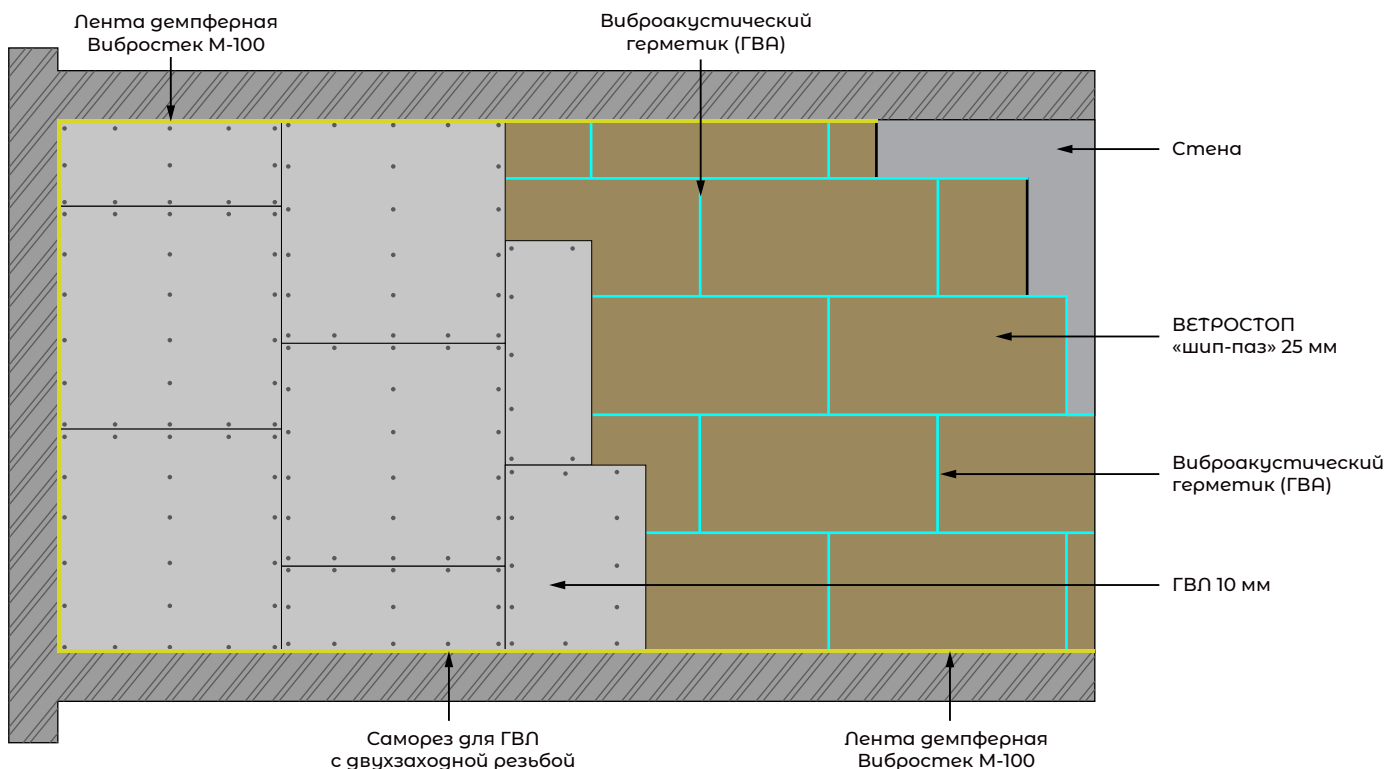 Лента демпферная
Вибростек М-100
Виброакустический
герметик (ГВА)
Стена
ВЕТРОСТОП
«шип-паз» 25 мм
Виброакустический
герметик (ГВА)
ГВЛ 10 мм
Саморез для ГВЛ
с двухзаходной резьбой
Лента демпферная
Вибростек М-100